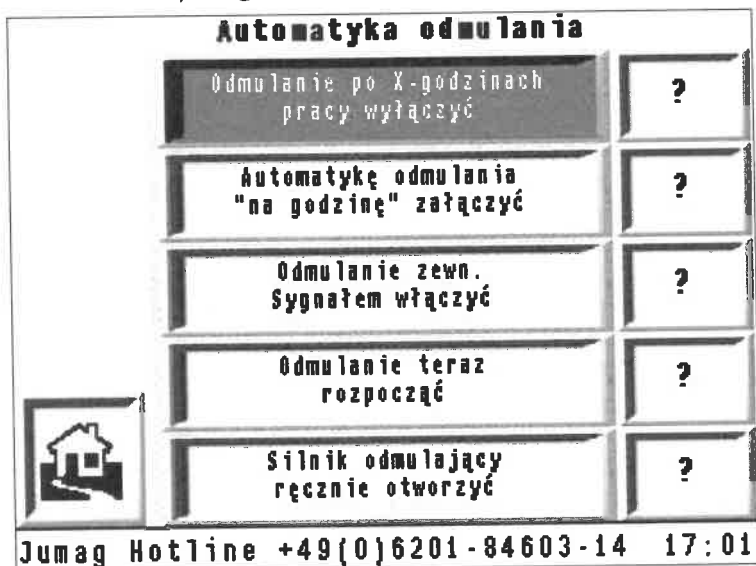 Automatyka odmulania
Odmulanie po X-godzinach
pracy wyłączyć
?
Automatykę odmulania
"na godzinę" załączyć
?
Odmulanie zewn.
Sygnałem włączyć
?
Odmulanie teraz
rozpocząć
?
Silnik odmulający
ręcznie otworzyć
?
Jumag Hotline +49(0)6201-84603-14 17:01